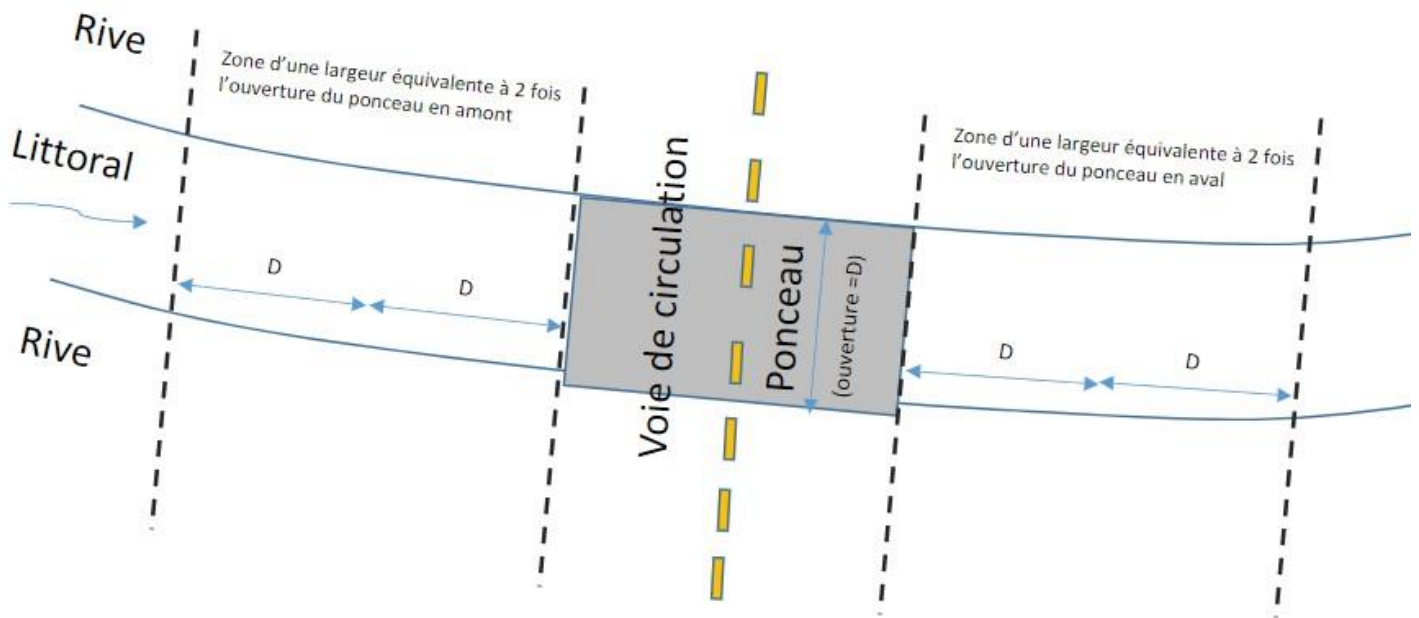 Rive
Zone d'une largeur équivalente à 2 fois
l'ouverture du ponceau en amont
Zone d'une largeur équivalente à 2 fois
l'ouverture du ponceau en aval
Littoral
D
D
Voie de circulation
Ponceau
(ouverture =D)
D
D
Rive